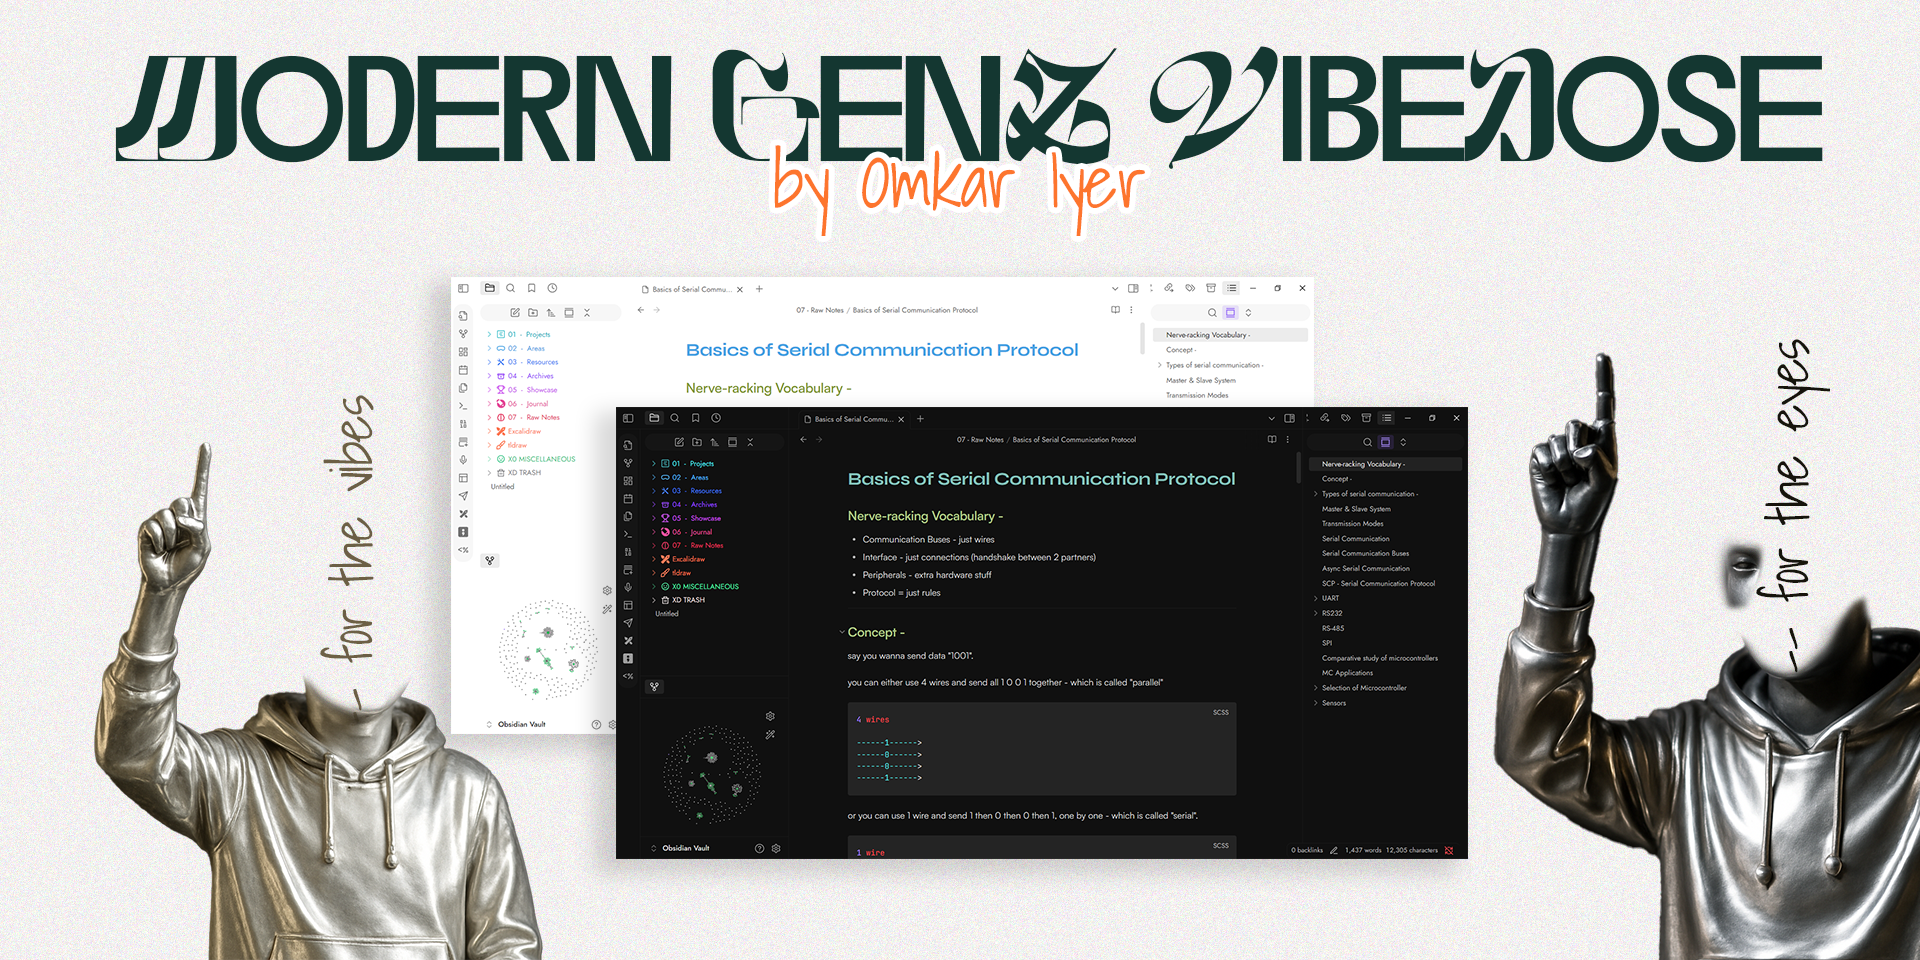 MODERN GENZ VIBEDOSE
by Omkar Iyer
-- for the vibes
-- for the eyes
Basics of Serial Commu...
07 - Raw Notes / Basics of Serial Communication Protocol
01 - Projects
02 - Areas
03 - Resources
04 - Archives
05 - Showcase
06 - Journal
07 - Raw Notes
Excalidraw
tldraw
X0 MISCELLANEOUS
XD TRASH
Untitled
Obsidian Vault
Basics of Serial Communication Protocol
Nerve-racking Vocabulary -
Nerve-racking Vocabulary -
Concept -
Types of serial communication -
Master & Slave System
Transmission Modes
Basics of Serial Commu...
07 - Raw Notes / Basics of Serial Communication Protocol
01 - Projects
02 - Areas
03 - Resources
04 - Archives
05 - Showcase
06 - Journal
07 - Raw Notes
Excalidraw
tldraw
X0 MISCELLANEOUS
XD TRASH
Untitled
Obsidian Vault
Basics of Serial Communication Protocol
Nerve-racking Vocabulary -
• Communication Buses - just wires
• Interface - just connections (handshake between 2 partners)
• Peripherals - extra hardware stuff
• Protocol = just rules
Concept -
say you wanna send data "1001".
you can either use 4 wires and send all 1 0 0 1 together - which is called "parallel"
SCSS
4 wires
------1------>
------0------>
------0------>
------1------>
or you can use 1 wire and send 1 then 0 then 0 then 1, one by one - which is called "serial".
SCSS
1 wire
Nerve-racking Vocabulary -
Concept -
Types of serial communication -
Master & Slave System
Transmission Modes
Serial Communication
Serial Communication Buses
Async Serial Communication
SCP - Serial Communication Protocol
UART
RS232
RS-485
SPI
Comparative study of microcontrollers
MC Applications
Selection of Microcontroller
Sensors
0 backlinks 1,437 words 12,305 characters